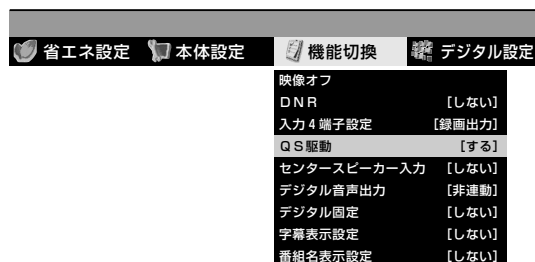 省エネ設定 本体設定 機能切換 デジタル設定
映像オフ
DNR [しない]
入力4端子設定 [録画出力]
QS駆動 [する]
センタースピーカー入力 [しない]
デジタル音声出力 [非連動]
デジタル固定 [しない]
字幕表示設定 [しない]
番組名表示設定 [しない]